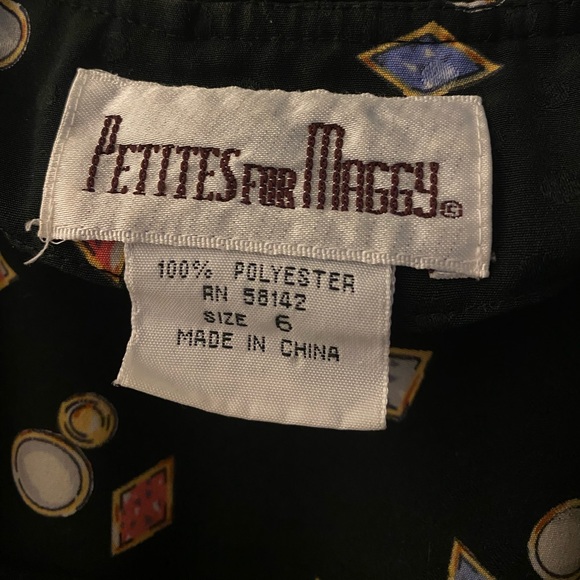 PETITES FOR MAGGY ®
100% POLYESTER
RN 58142
SIZE 6
MADE IN CHINA